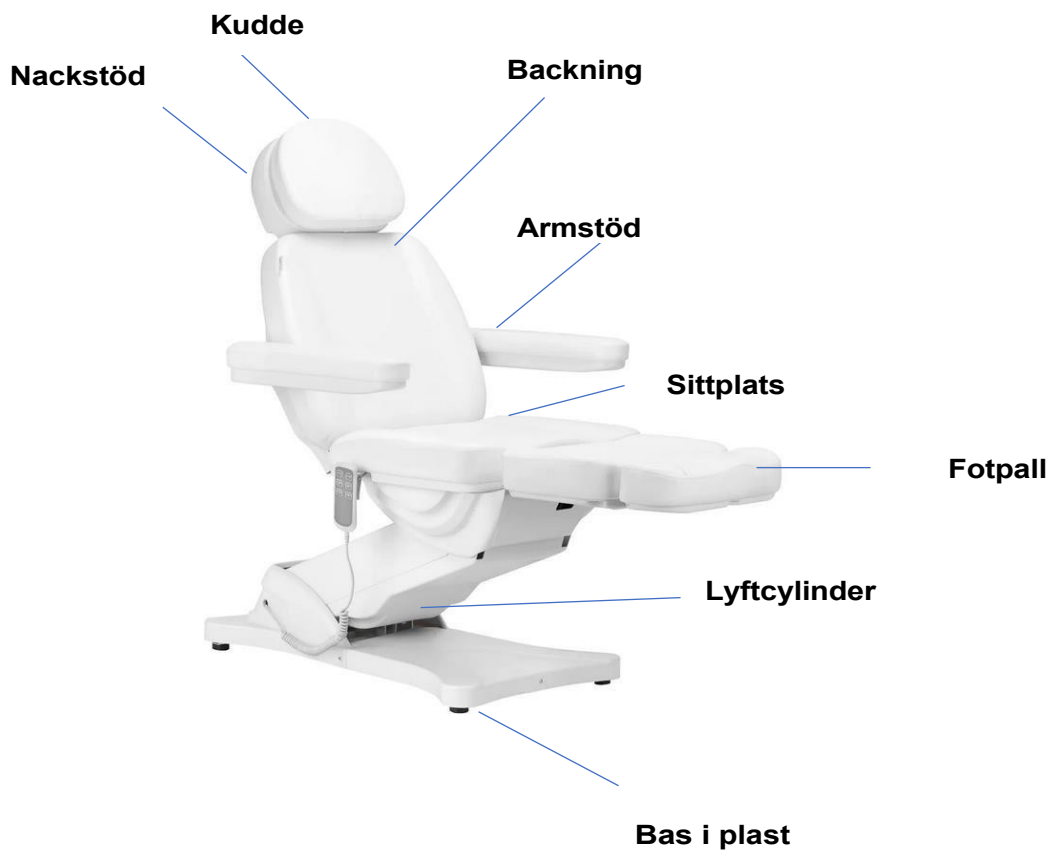 Kudde
Nackstöd
Backning
Armstöd
Sittplats
Fotpall
Lyftcylinder
Bas i plast